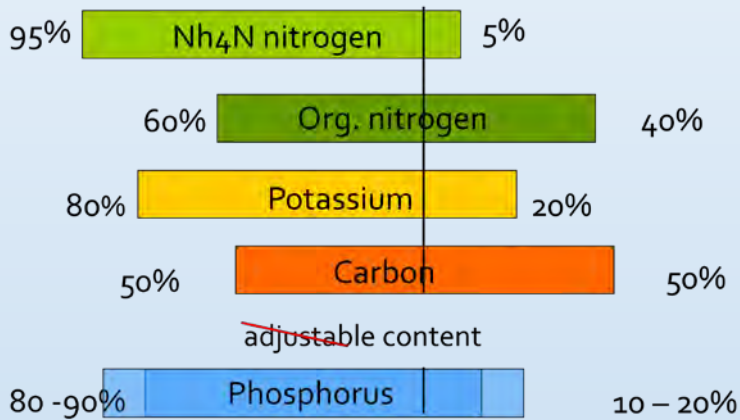 95% Nh4N nitrogen 5%
60% Org. nitrogen 40%
80% Potassium 20%
50% Carbon 50%
adjustable content
80 -90% Phosphorus 10 – 20%